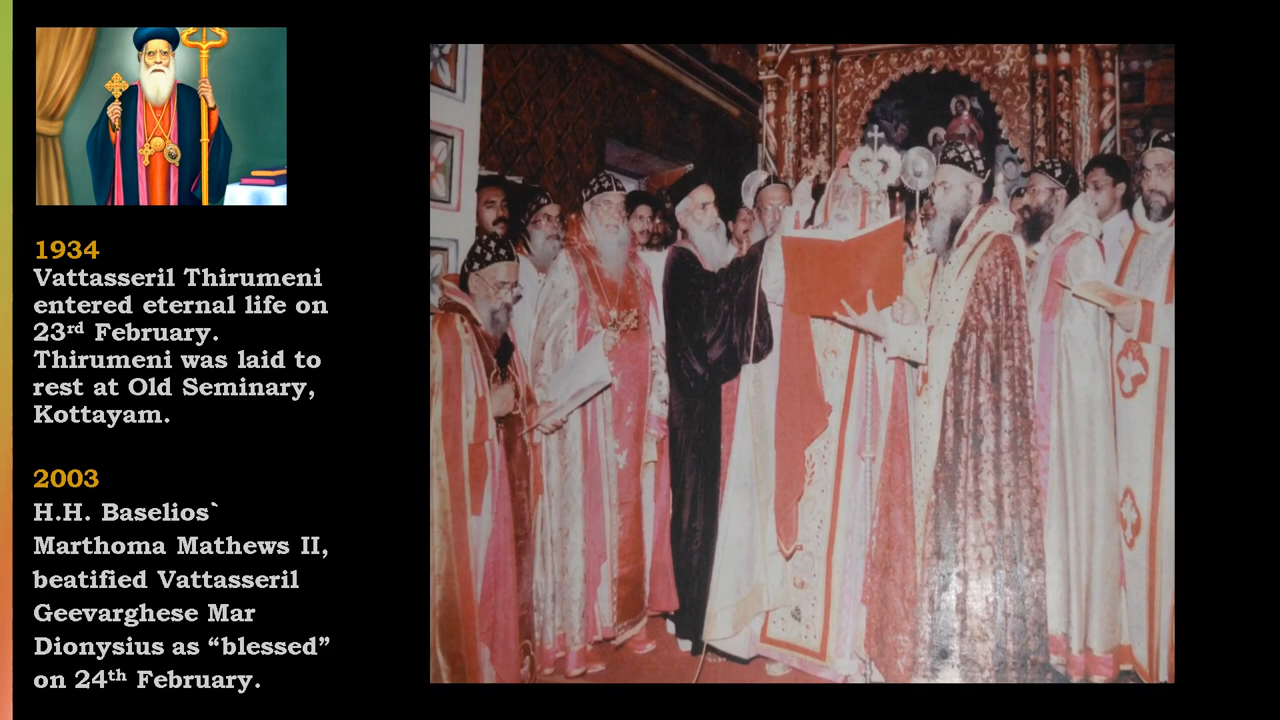 1934
Vattasseril Thirumeni
entered eternal life on
23rd February.
Thirumeni was laid to
rest at Old Seminary,
Kottayam.
2003
H.H. Baselios`
Marthoma Mathews II,
beatified Vattasseril
Geevarghese Mar
Dionysius as “blessed”
on 24th February.